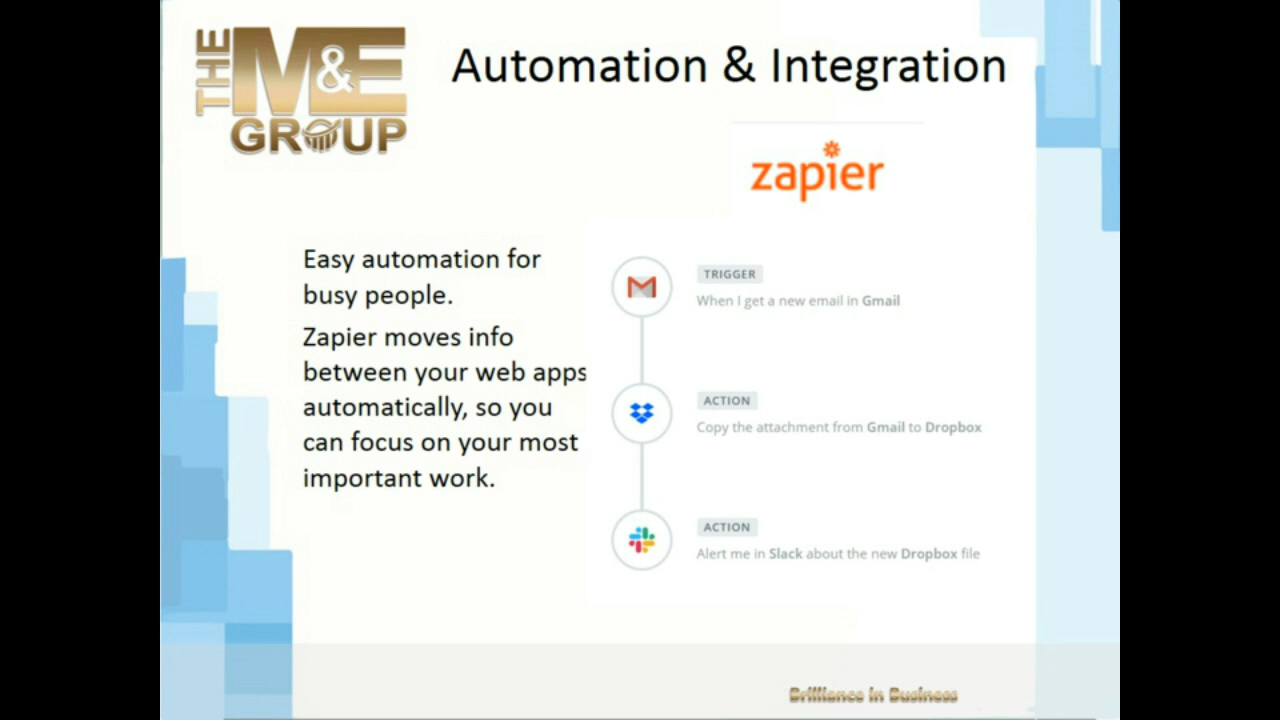 THE M&E
GROUP
Automation & Integration
zapier
Easy automation for
busy people.
Zapier moves info
between your web apps
automatically, so you
can focus on your most
important work.
TRIGGER
When I get a new email in Gmail
ACTION
Copy the attachment from Gmail to Dropbox
ACTION
Alert me in Slack about the new Dropbox file
Brilliance in Business